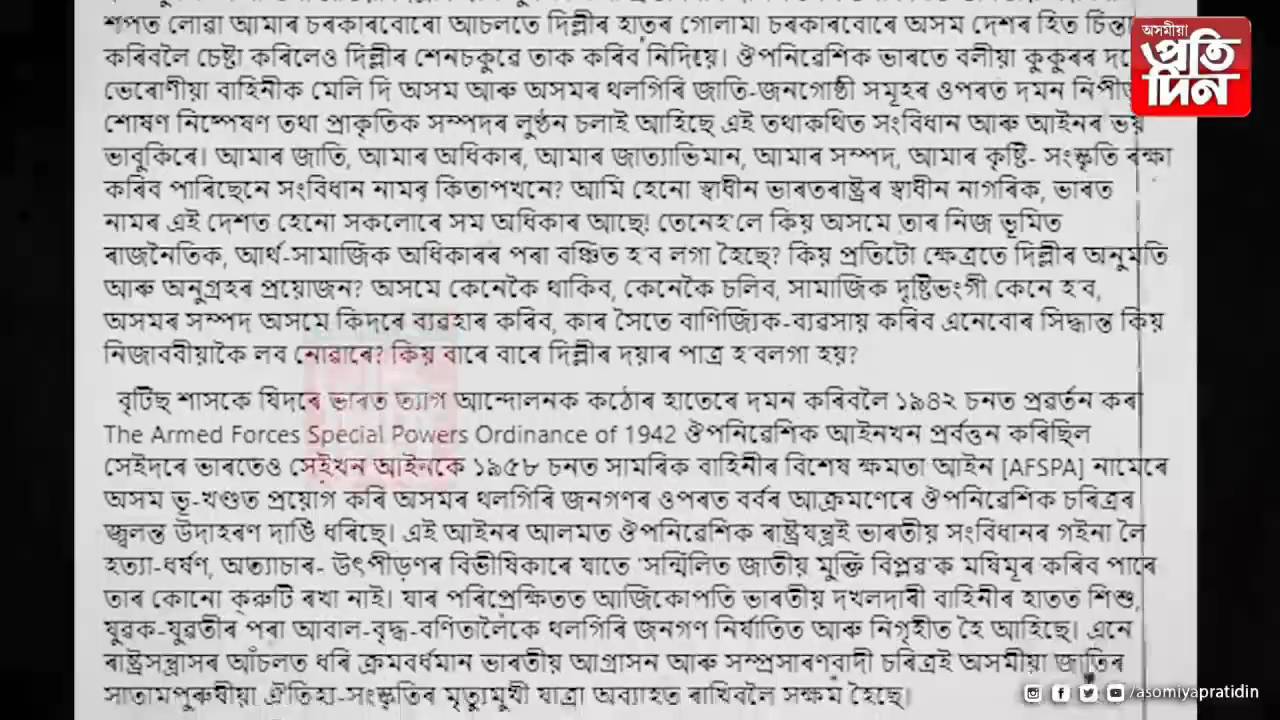 শপত লোৱা আমাৰ চৰকাৰবোৰো আচলতে দিল্লীৰ হাতৰ গোলাম। চৰকাৰবোৰে অসম দেশৰ হিত চিন্তা
কৰিবলৈ চেষ্টা কৰিলেও দিল্লীৰ শেনচকুৱে তাক কৰিব নিদিয়ে। ঔপনিৱেশিক ভাৰতে বলীয়া কুকুৰৰ দৰে
ভেৰোণীয়া বাহিনীক মেলি দি অসম আৰু অসমৰ থলগিৰি জাতি-জনগোষ্ঠী সমূহৰ ওপৰত দমন
শোষণ নিষ্পেষণ তথা প্ৰাকৃতিক সম্পদৰ লুণ্ঠন চলাই আহিছে এই তথাকথিত সংবিধান আৰু আইনৰ ভয়
ভাবুকিৰে। আমাৰ জাতি, আমাৰ অধিকাৰ, আমাৰ জাত্যাভিমান, আমাৰ সম্পদ, আমাৰ কৃষ্টি- সংস্কৃতি ৰক্ষা
কৰিব পাৰিছেনে সংবিধান নামৰ কিতাপখনে? আমি হেনো স্বাধীন ভাৰতৰাষ্ট্ৰৰ স্বাধীন নাগৰিক, ভাৰত
নামৰ এই দেশত হেনো সকলোৰে সম অধিকাৰ আছে! তেনেহ'লে কিয় অসমে তাৰ নিজ ভূমিত
ৰাজনৈতিক, আৰ্থ-সামাজিক অধিকাৰৰ পৰা বঞ্চিত হ'ব লগা হৈছে? কিয় প্ৰতিটো ক্ষেত্ৰতে দিল্লীৰ অনুমতি
আৰু অনুগ্ৰহৰ প্ৰয়োজন? অসমে কেনেকৈ থাকিব, কেনেকৈ চলিব, সামাজিক দৃষ্টিভংগী কেনে হ'ব,
অসমৰ সম্পদ অসমে কিদৰে ব্যৱহাৰ কৰিব, কাৰ সৈতে বাণিজ্যিক-ব্যৱসায় কৰিব এনেবোৰ সিদ্ধান্ত কিয়
নিজাববীয়াকৈ লব নোৱাৰে? কিয় বাৰে বাৰে দিল্লীৰ দয়াৰ পাত্ৰ হ'বলগা হয়?
বৃটিছ শাসকে যিদৰে ভাৰত ত্যাগ আন্দোলনক কঠোৰ হাতেৰে দমন কৰিবলৈ ১৯৪২ চনত প্ৰৱৰ্তন কৰা
The Armed Forces Special Powers Ordinance of 1942 ঔপনিৱেশিক আইনখন প্ৰৰ্বত্তন কৰিছিল
সেইদৰে ভাৰতেও সেইখন আইনকে ১৯৫৮ চনত সামৰিক বাহিনীৰ বিশেষ ক্ষমতা আইন [AFSPA] নামেৰে
অসম ভূ-খণ্ডত প্ৰয়োগ কৰি অসমৰ থলগিৰি জনগণৰ ওপৰত বৰ্বৰ আক্ৰমণেৰে ঔপনিৱেশিক চৰিত্ৰৰ
জ্বলন্ত উদাহৰণ দাঙি ধৰিছে। এই আইনৰ আলমত ঔপনিৱেশিক ৰাষ্ট্ৰযন্ত্ৰই ভাৰতীয় সংবিধানৰ গইনা লৈ
হত্যা-ধৰ্ষণ, অত্যাচাৰ- উৎপীড়ণৰ বিভীষিকাৰে যাতে 'সন্মিলিত জাতীয় মুক্তি বিপ্লৱ'ক মষিমূৰ কৰিব পাৰে
তাৰ কোনো কৃৰুটি ৰখা নাই। যাৰ পৰিপ্ৰেক্ষিতত আজিকোপতি ভাৰতীয় দখলদাৰী বাহিনীৰ হাতত শিশু,
যুৱক-যুৱতীৰ পৰা আবাল-বৃদ্ধ-বণিতালৈকে থলগিৰি জনগণ নিৰ্যাতিত আৰু নিগৃহীত হৈ আহিছে। এনে
ৰাষ্ট্ৰসন্ত্ৰাসৰ আঁচলত ধৰি ক্ৰমবৰ্ধমান ভাৰতীয় আগ্ৰাসন আৰু সম্প্ৰসাৰণবাদী চৰিত্ৰই অসমীয়া জাতিৰ
সাতামপুৰুষীয়া ঐতিহ্য-সংস্কৃতিৰ মৃত্যুমুখী যাত্ৰা অব্যাহত ৰাখিবলৈ সক্ষম হৈছে।
অসমীয়া
প্ৰতি
দিন
/asomiyapratidin